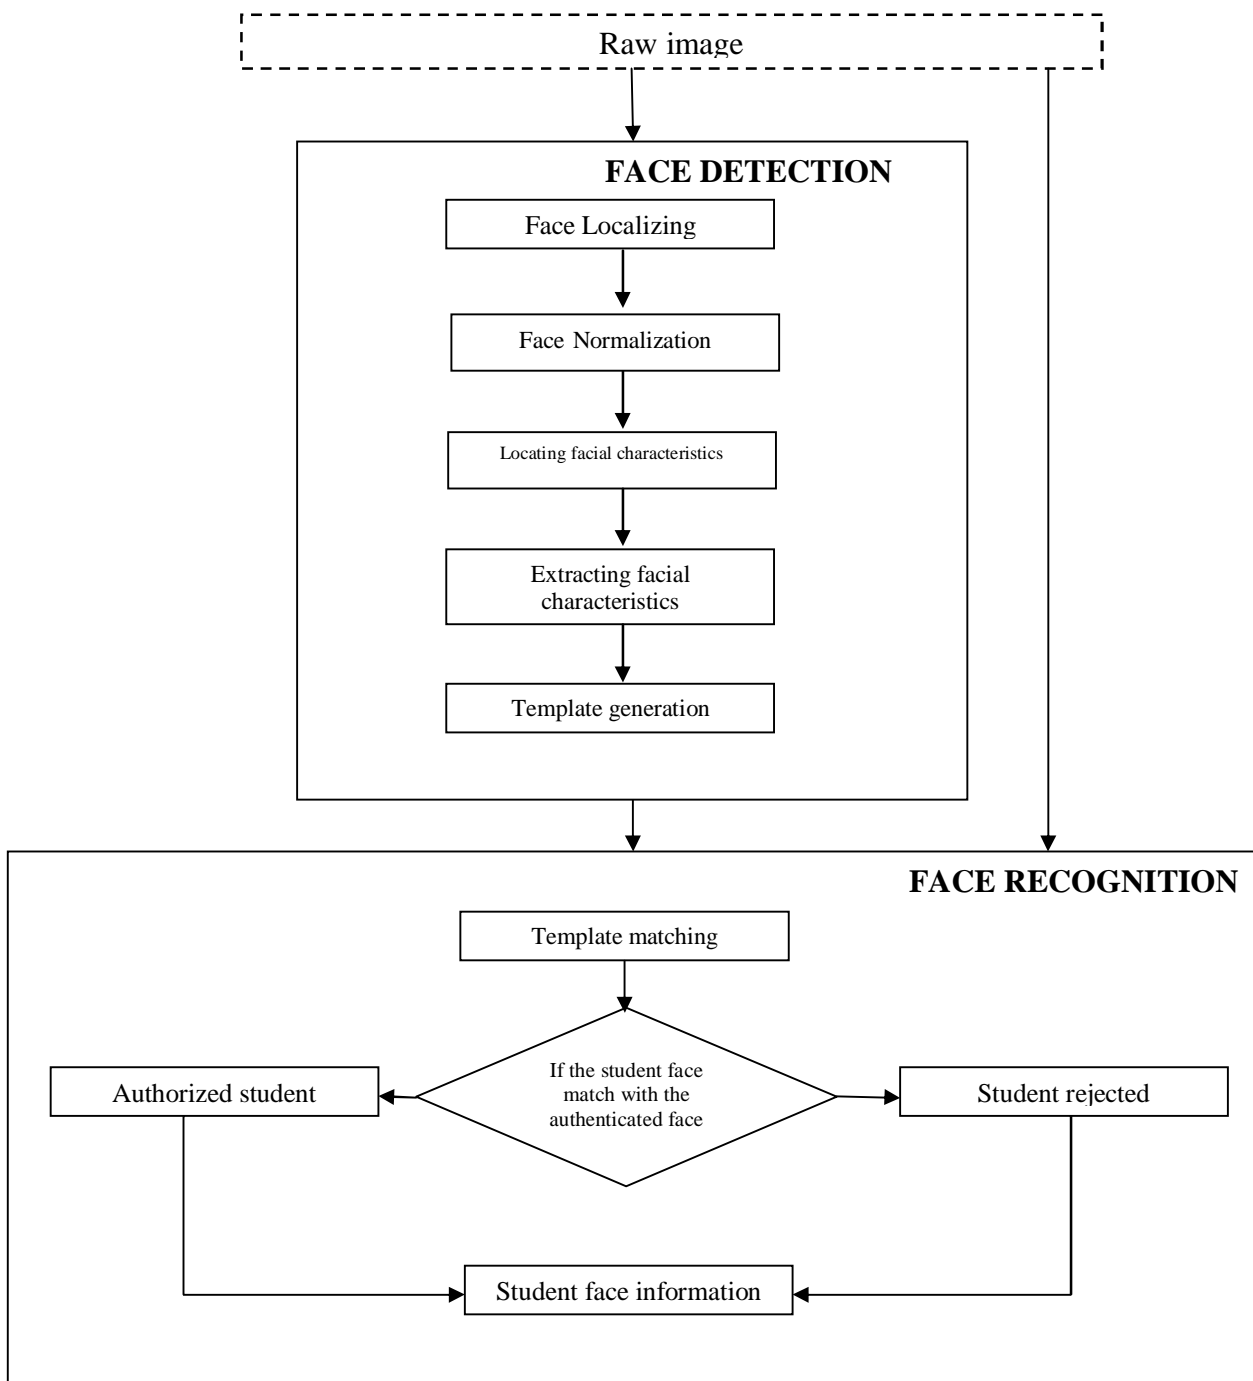 Raw image
FACE DETECTION
Face Localizing
Face Normalization
Locating facial characteristics
Extracting facial
characteristics
Template generation
FACE RECOGNITION
Template matching
If the student face
match with the
authenticated face
Authorized student
Student rejected
Student face information